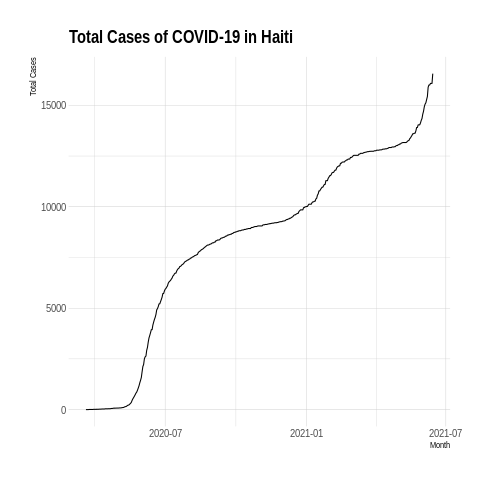 Total Cases of COVID-19 in Haiti
Total Cases
15000
10000
5000
0
2020-07
2021-01
2021-07
Month